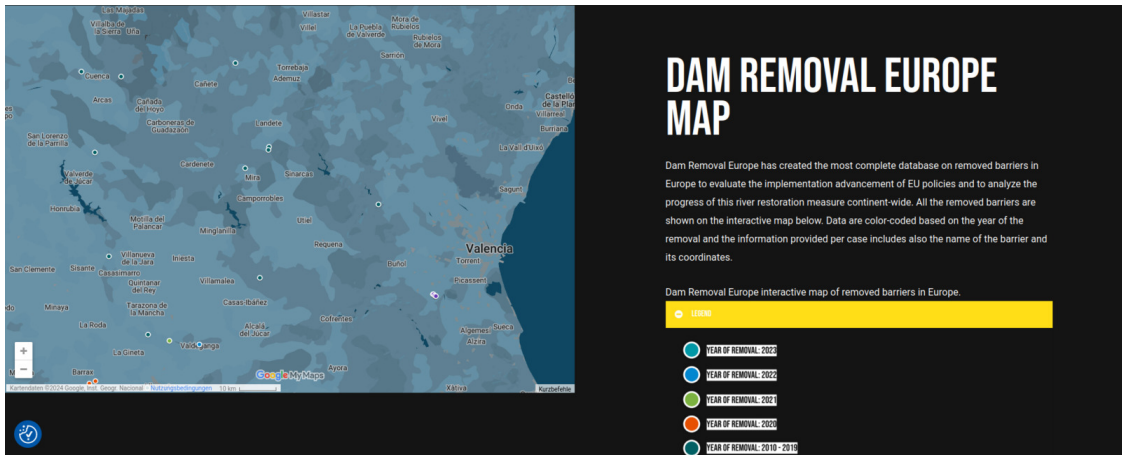 Las Majadas
Villastar
Villalba de
la Sierra
Uña
Villel
La Puebla
de Valverde
Mora de
Rubielos
Rubielos
de Mora
Sarrión
Torrebaja
Ademuz
Cuenca
Cañete
Arcas
Cañada
del Hoyo
Castelló
de la Plan
Onda
Villarreal
Burriana
Carboneras de
Guadazaón
Landete
Vivel
San Lorenzo
de la Parrilla
La Vall d'Uixó
Cardenete
Mira
Sinarcas
Valverde
de Júcar
Sagunt
Camporrobles
Honrubia
Motilla del
Palancar
Minglanilla
Utiel
Requena
Valencia
Villanueva
de la Jara
Iniesta
Buñol
Torrent
San Clemente
Sisante
Casasimarro
Picassent
Quintanar
del Rey
Villamalea
Minaya
Tarazona de
la Mancha
Casas-Ibáñez
Cofrentes
La Roda
Alcalá
del Júcar
Algemes
Sueca
Alzira
La Gineta
Valdeganga
Barrax
Ayora
Xàtiva
+
−
Google My Maps
Kartendaten ©2024 Google, Inst. Geogr. Nacional
Nutzungsbedingungen
10 km
Kurzbefehle
DAM REMOVAL EUROPE
MAP
Dam Removal Europe has created the most complete database on removed barriers in
Europe to evaluate the implementation advancement of EU policies and to analyze the
progress of this river restoration measure continent-wide. All the removed barriers are
shown on the interactive map below. Data are color-coded based on the year of the
removal and the information provided per case includes also the name of the barrier and
its coordinates.
Dam Removal Europe interactive map of removed barriers in Europe.
LEGEND
YEAR OF REMOVAL: 2023
YEAR OF REMOVAL: 2022
YEAR OF REMOVAL: 2021
YEAR OF REMOVAL: 2020
YEAR OF REMOVAL: 2010 - 2019